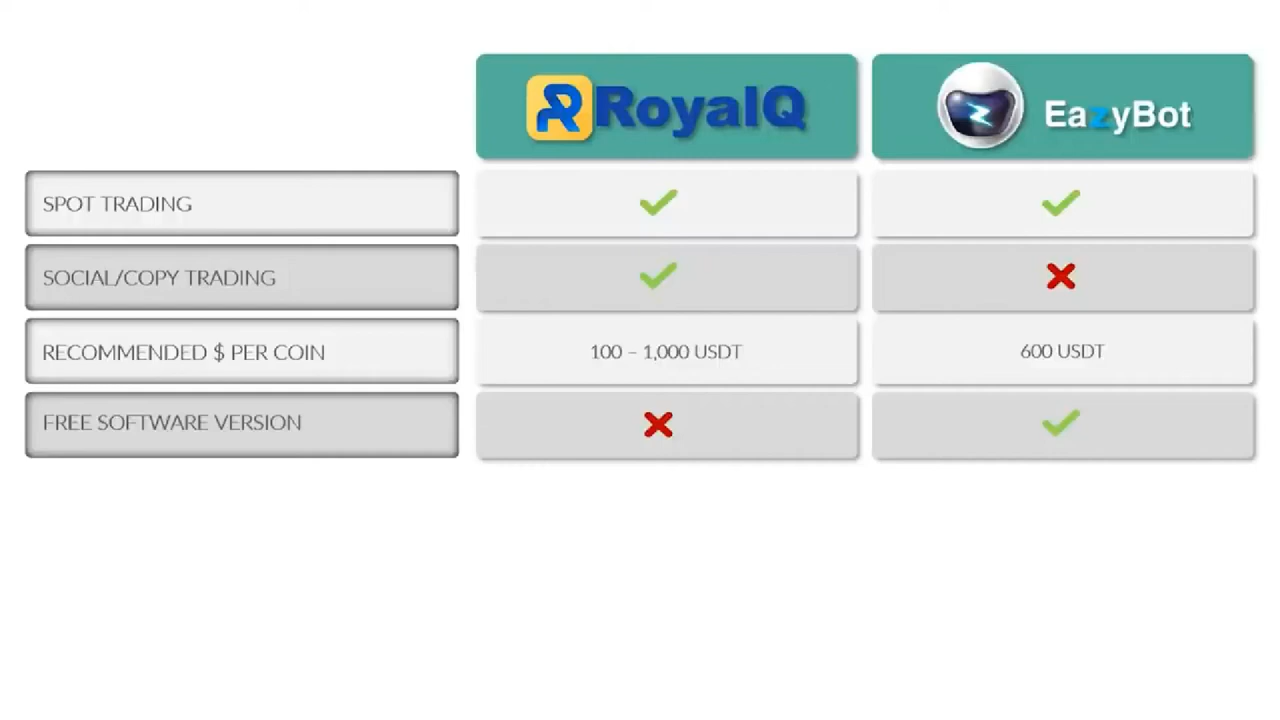 RoyalQ
EazyBot
SPOT TRADING
SOCIAL/COPY TRADING
RECOMMENDED $ PER COIN
100 – 1,000 USDT
600 USDT
FREE SOFTWARE VERSION